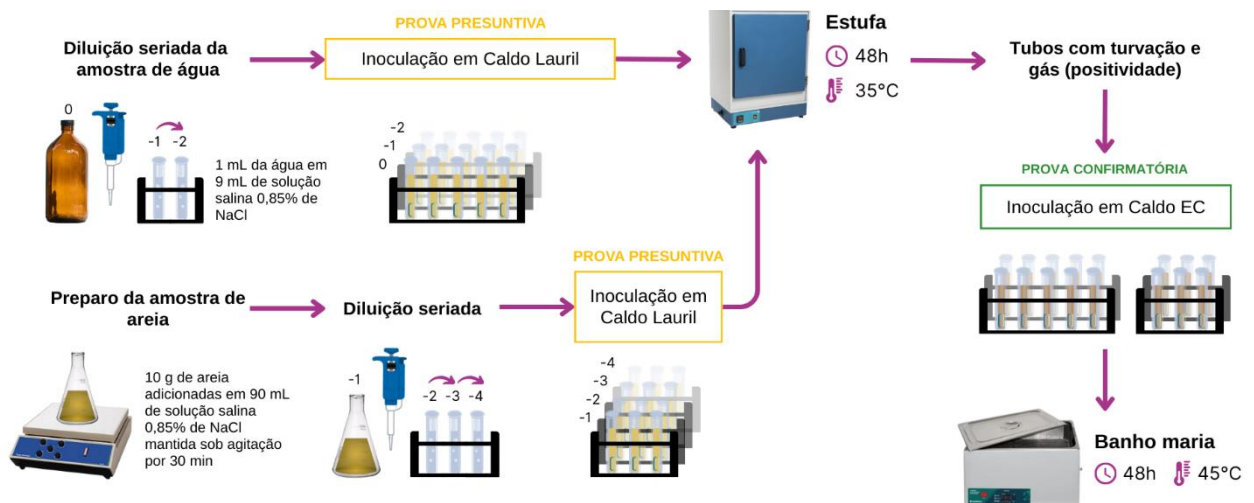 Diluição seriada da
amostra de água
0
-1 -2
1 mL da água em
9 mL de solução
salina 0,85% de
NaCl
PROVA PRESUNTIVA
Inoculação em Caldo Lauril
-2
-1
0
Estufa
48h
35°C
Tubos com turvação e
gás (positividade)
PROVA CONFIRMATÓRIA
Inoculação em Caldo EC
Preparo da amostra de
areia
10 g de areia
adicionadas em 90 mL
de solução salina
0,85% de NaCl
mantida sob agitação
por 30 min
Diluição seriada
-1
-2 -3 -4
PROVA PRESUNTIVA
Inoculação em
Caldo Lauril
-4
-3
-2
-1
Banho maria
48h 45°C